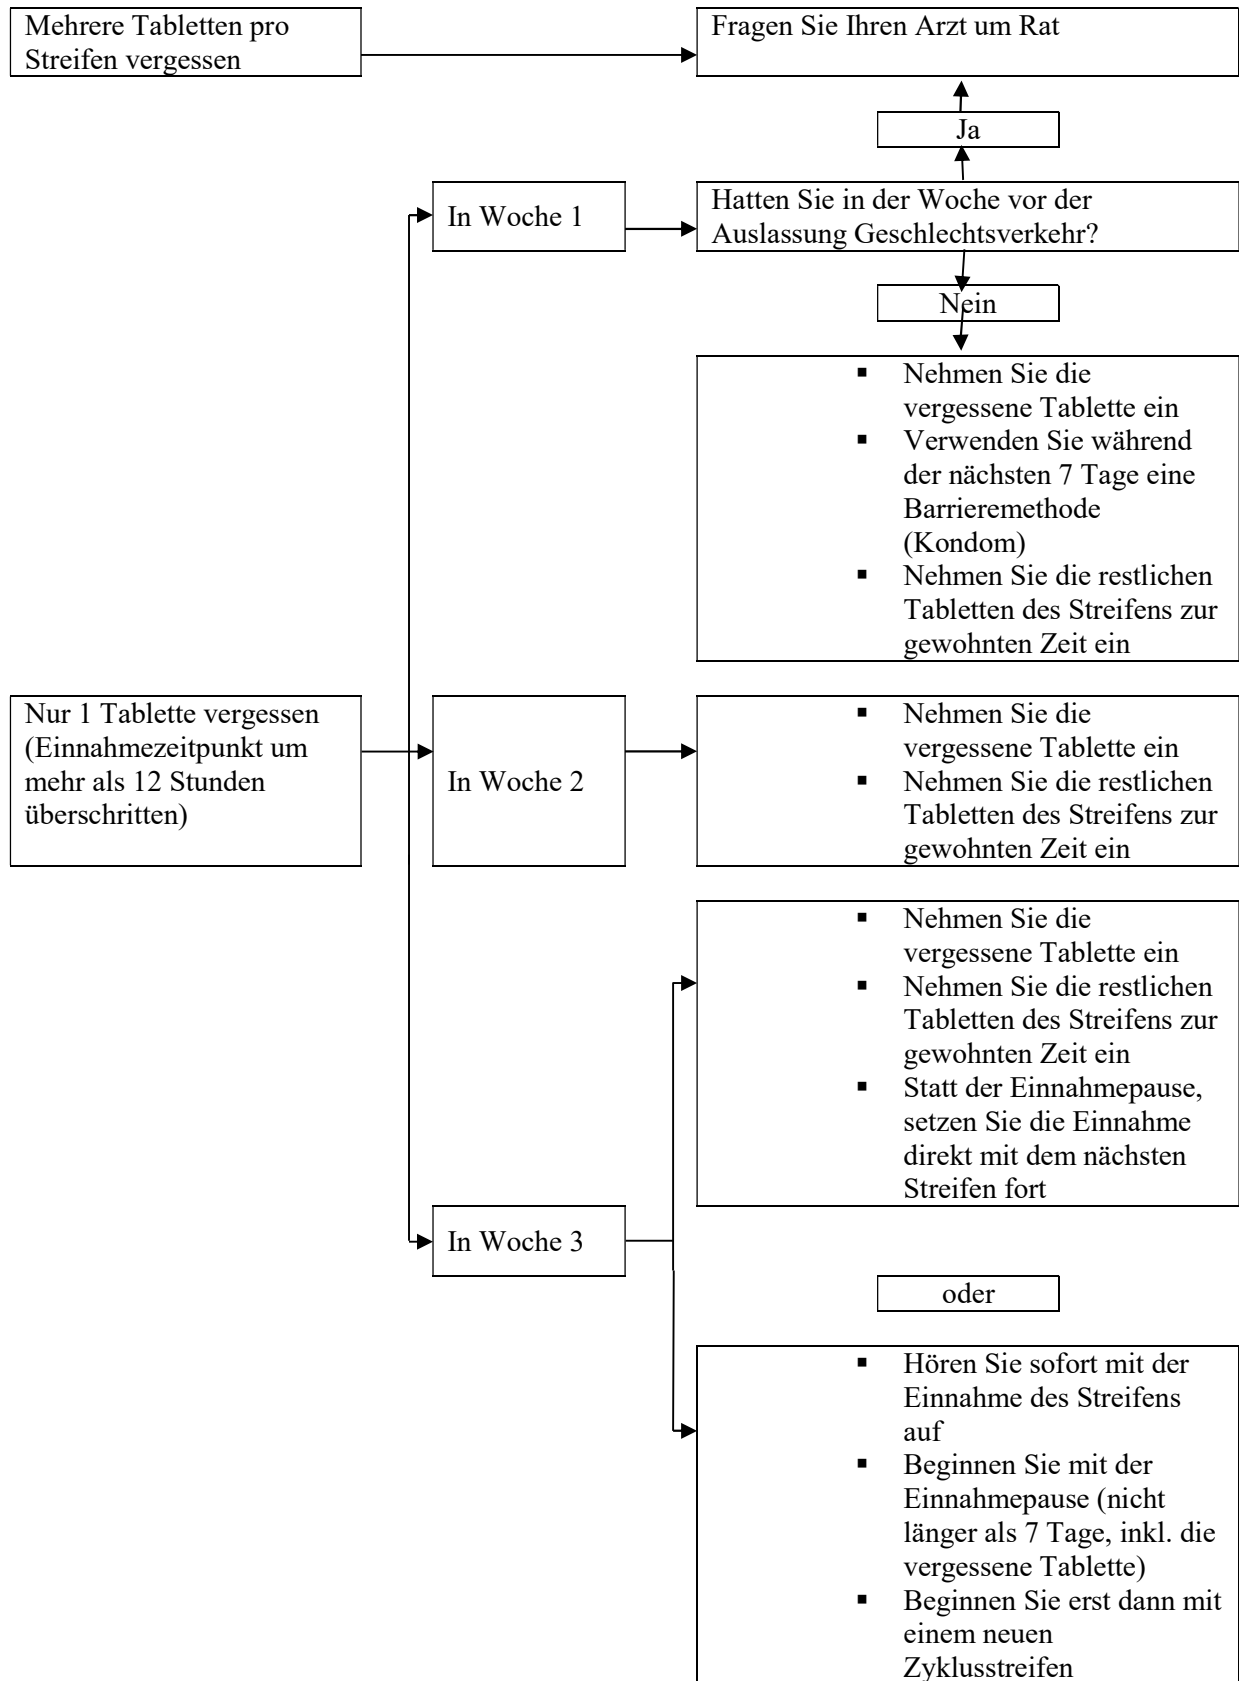 Mehrere Tabletten pro
Streifen vergessen
Fragen Sie Ihren Arzt um Rat
Ja
In Woche 1
Hatten Sie in der Woche vor der
Auslassung Geschlechtsverkehr?
Nein
▪ Nehmen Sie die
vergessene Tablette ein
▪ Verwenden Sie während
der nächsten 7 Tage eine
Barrieremethode
(Kondom)
▪ Nehmen Sie die restlichen
Tabletten des Streifens zur
gewohnten Zeit ein
Nur 1 Tablette vergessen
(Einnahmezeitpunkt um
mehr als 12 Stunden
überschritten)
In Woche 2
▪ Nehmen Sie die
vergessene Tablette ein
▪ Nehmen Sie die restlichen
Tabletten des Streifens zur
gewohnten Zeit ein
▪ Nehmen Sie die
vergessene Tablette ein
▪ Nehmen Sie die restlichen
Tabletten des Streifens zur
gewohnten Zeit ein
▪ Statt der Einnahmepause,
setzen Sie die Einnahme
direkt mit dem nächsten
Streifen fort
In Woche 3
oder
▪ Hören Sie sofort mit der
Einnahme des Streifens
auf
▪ Beginnen Sie mit der
Einnahmepause (nicht
länger als 7 Tage, inkl. die
vergessene Tablette)
▪ Beginnen Sie erst dann mit
einem neuen
Zyklusstreifen